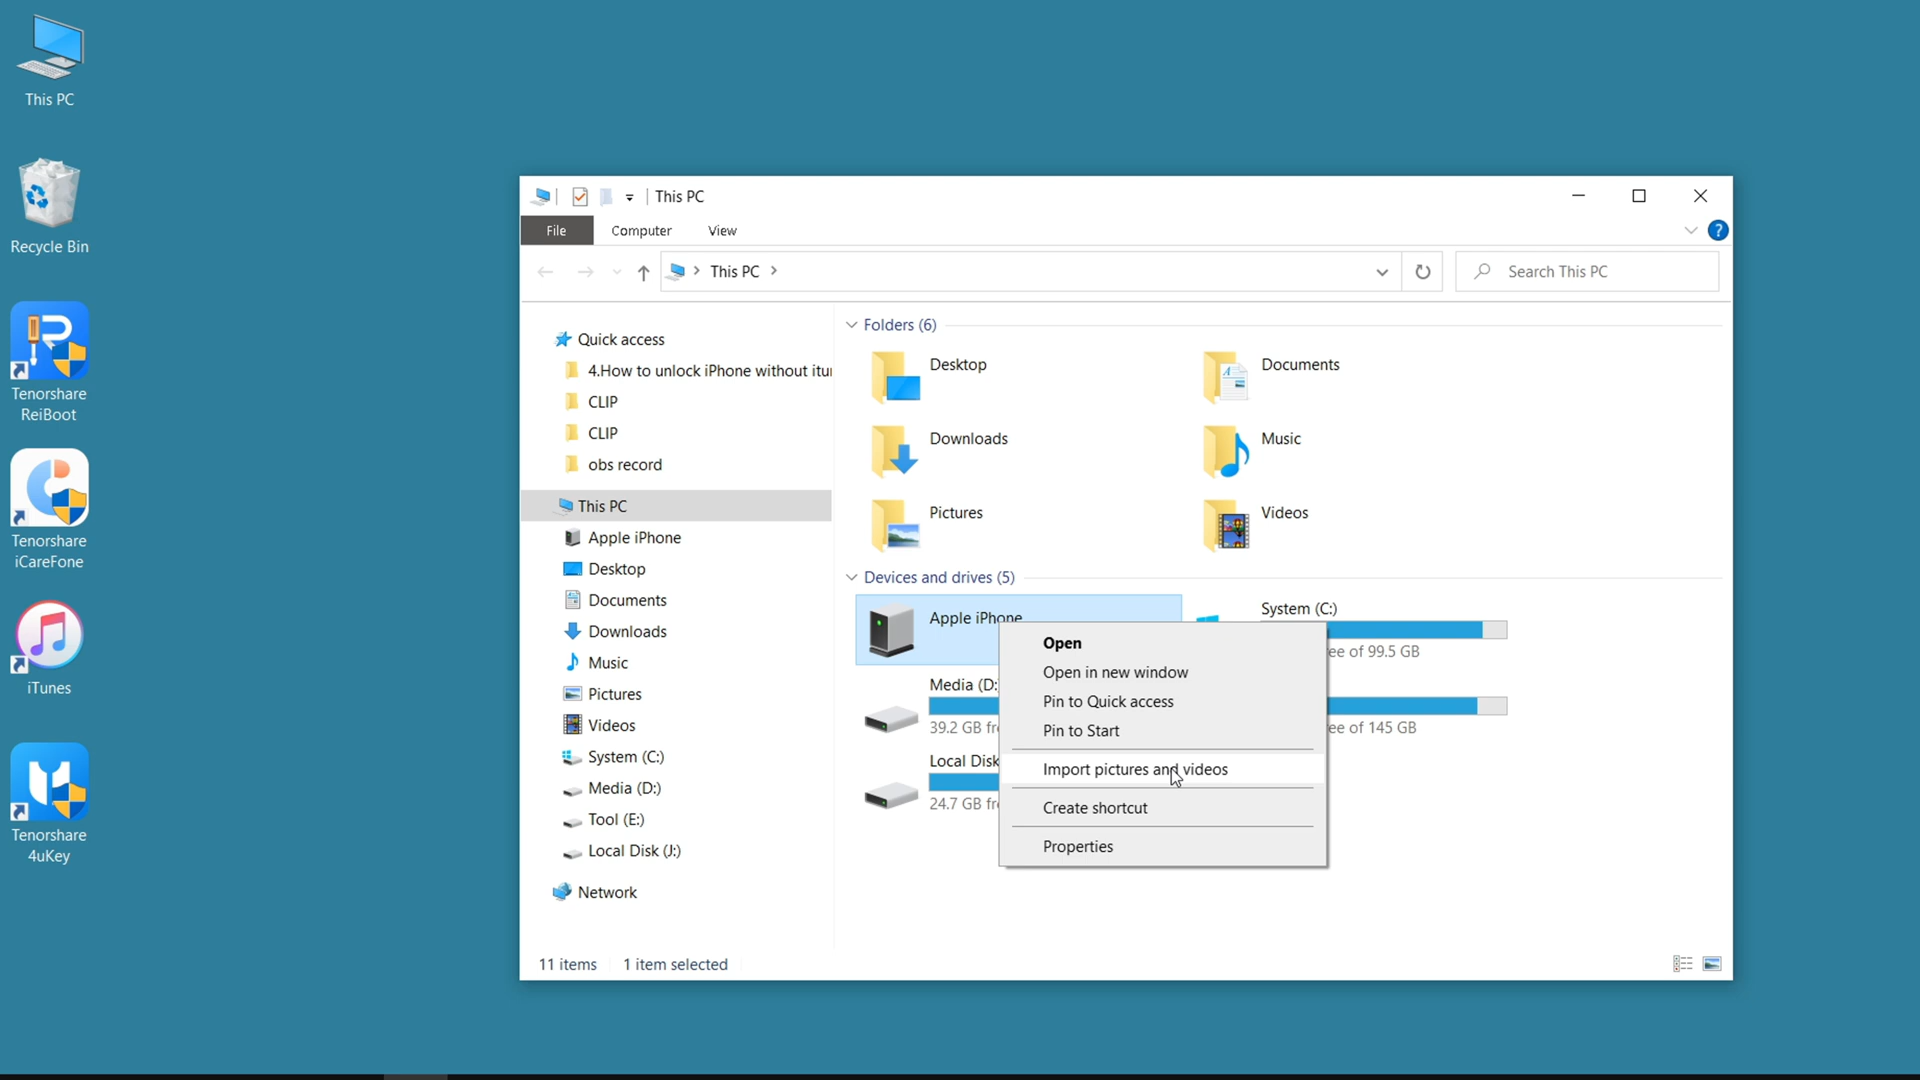 This PC
Recycle Bin
Tenorshare
ReiBoot
Tenorshare
iCareFone
iTunes
Tenorshare
4uKey
This PC
File
Computer
View
?
This PC
Search This PC
Quick access
4.How to unlock iPhone without itu
CLIP
CLIP
obs record
This PC
Apple iPhone
Desktop
Documents
Downloads
Music
Pictures
Videos
System (C:)
Media (D:)
Tool (E:)
Local Disk (J:)
Network
Folders (6)
Desktop
Documents
Downloads
Music
Pictures
Videos
Devices and drives (5)
Apple iPhone
System (C:)
ee of 99.5 GB
Media (D:
39.2 GB fr
ee of 145 GB
Local Disk
24.7 GB fr
Open
Open in new window
Pin to Quick access
Pin to Start
Import pictures and videos
Create shortcut
Properties
11 items
1 item selected